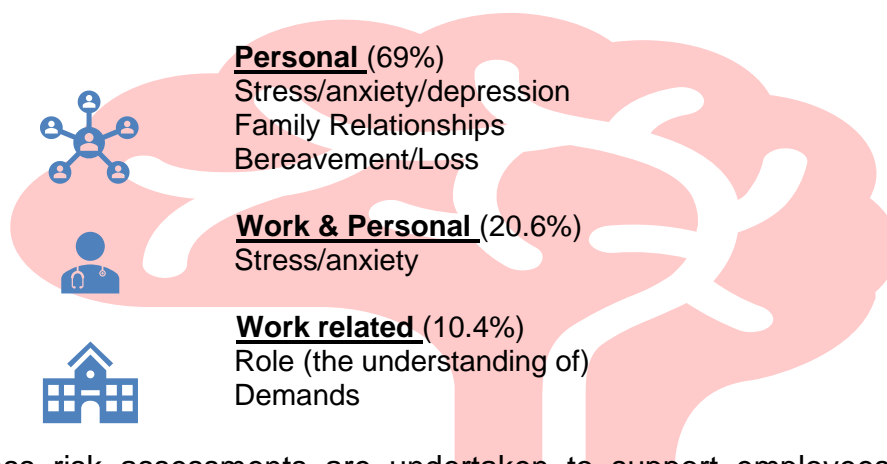 Personal (69%)
Stress/anxiety/depression
Family Relationships
Bereavement/Loss
Work & Personal (20.6%)
Stress/anxiety
Work related (10.4%)
Role (the understanding of)
Demands
risk assessments are undertaken to support employees